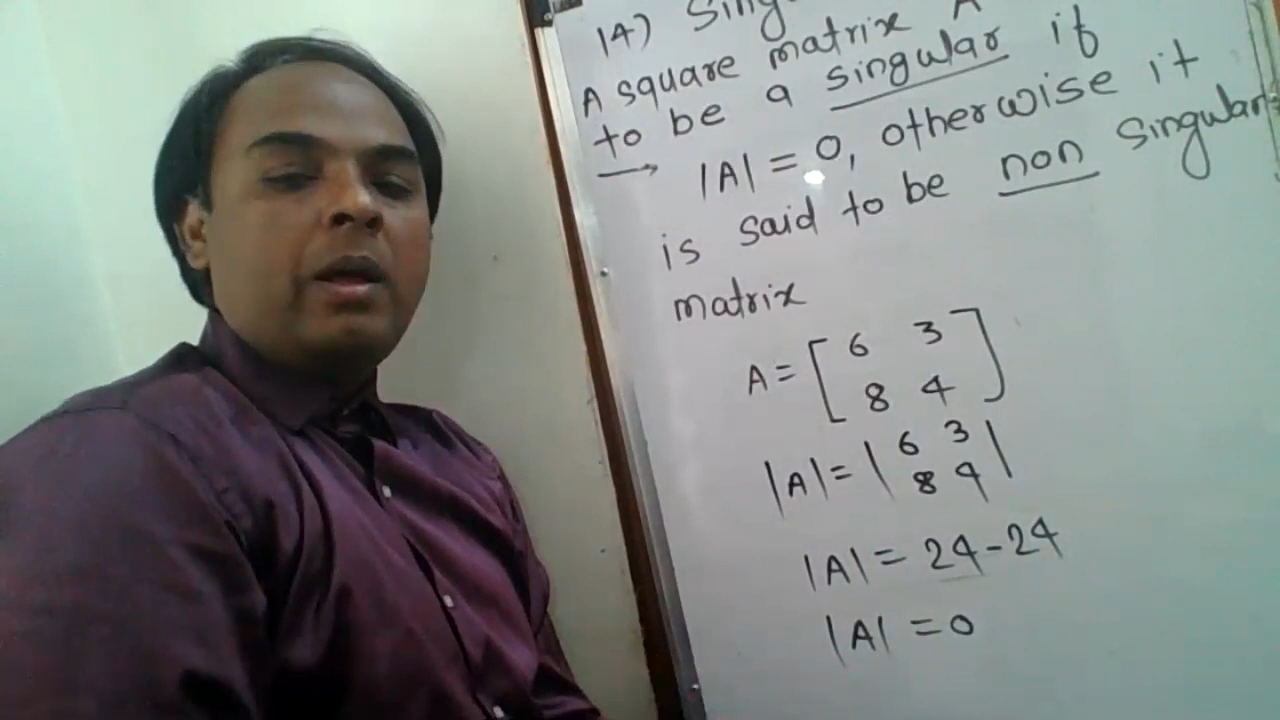 14) Sing
A square matrix A
to be a singular if
→ |A| = 0, otherwise it
is said to be non singular
matrix
A = [ 6 3
8 4 ]
|A| = | 6 3
8 4 |
|A| = 24 - 24
|A| = 0